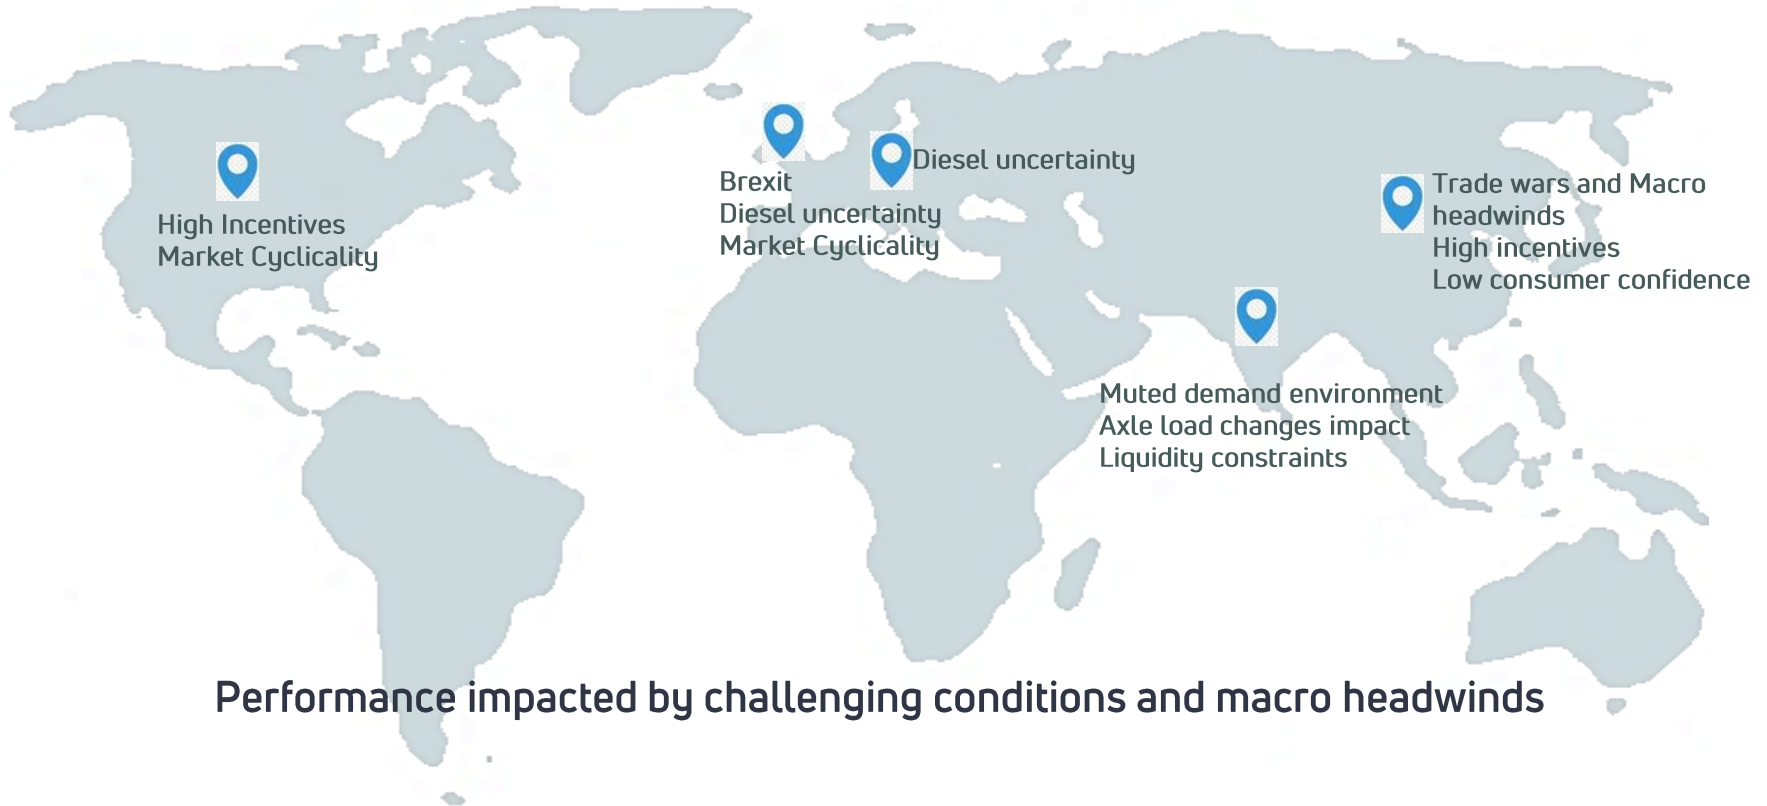 High Incentives
Market Cyclicality
Brexit
Diesel uncertainty
Market Cyclicality
Diesel uncertainty
Trade wars and Macro
headwinds
High incentives
Low consumer confidence
Muted demand environment
Axle load changes impact
Liquidity constraints
Performance impacted by challenging conditions and macro headwinds